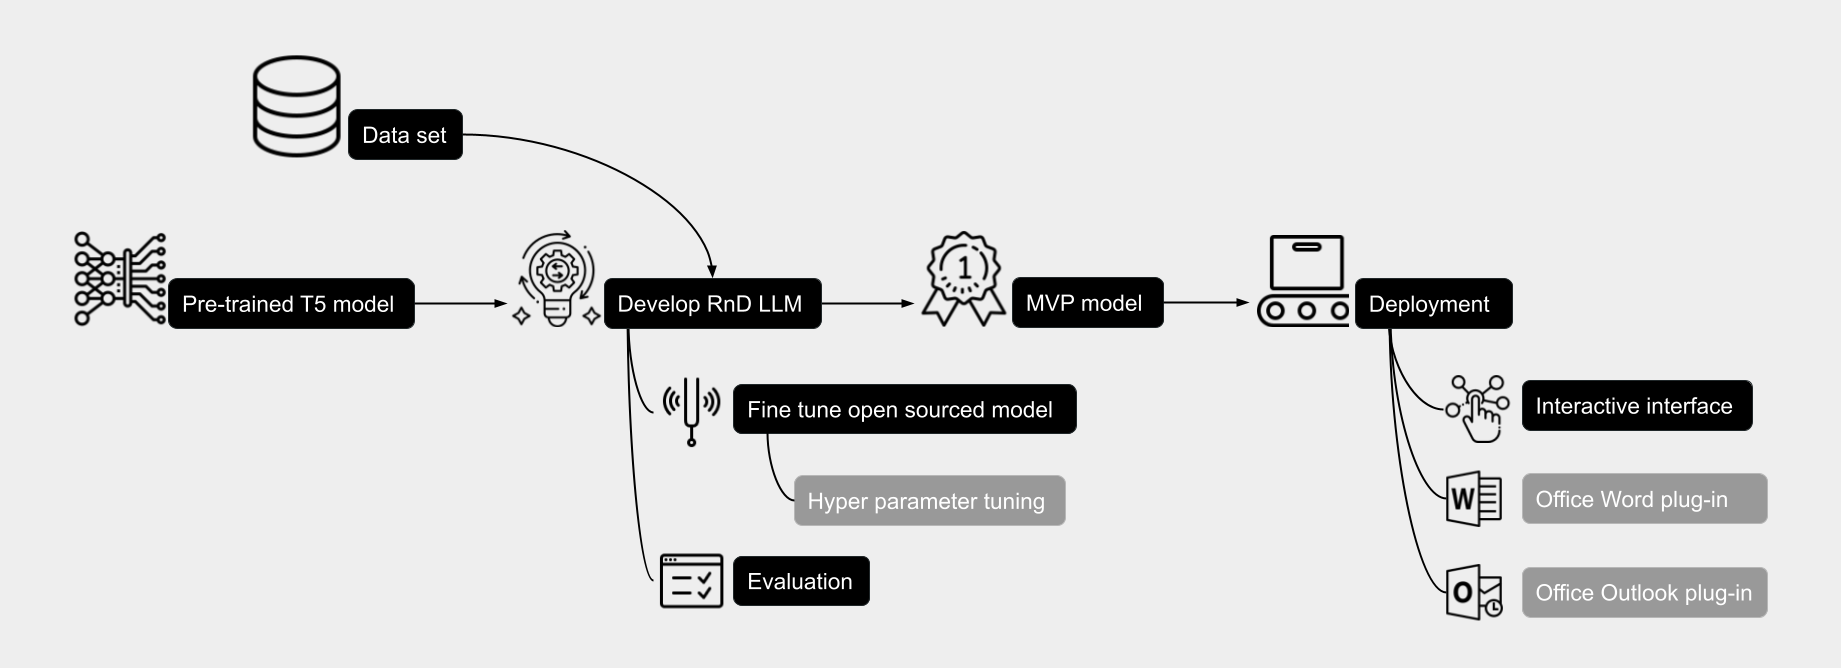 Data set
Pre-trained T5 model
Develop RnD LLM
1
MVP model
Deployment
Fine tune open sourced model
Interactive interface
Hyper parameter tuning
W
Office Word plug-in
Evaluation
O
Office Outlook plug-in